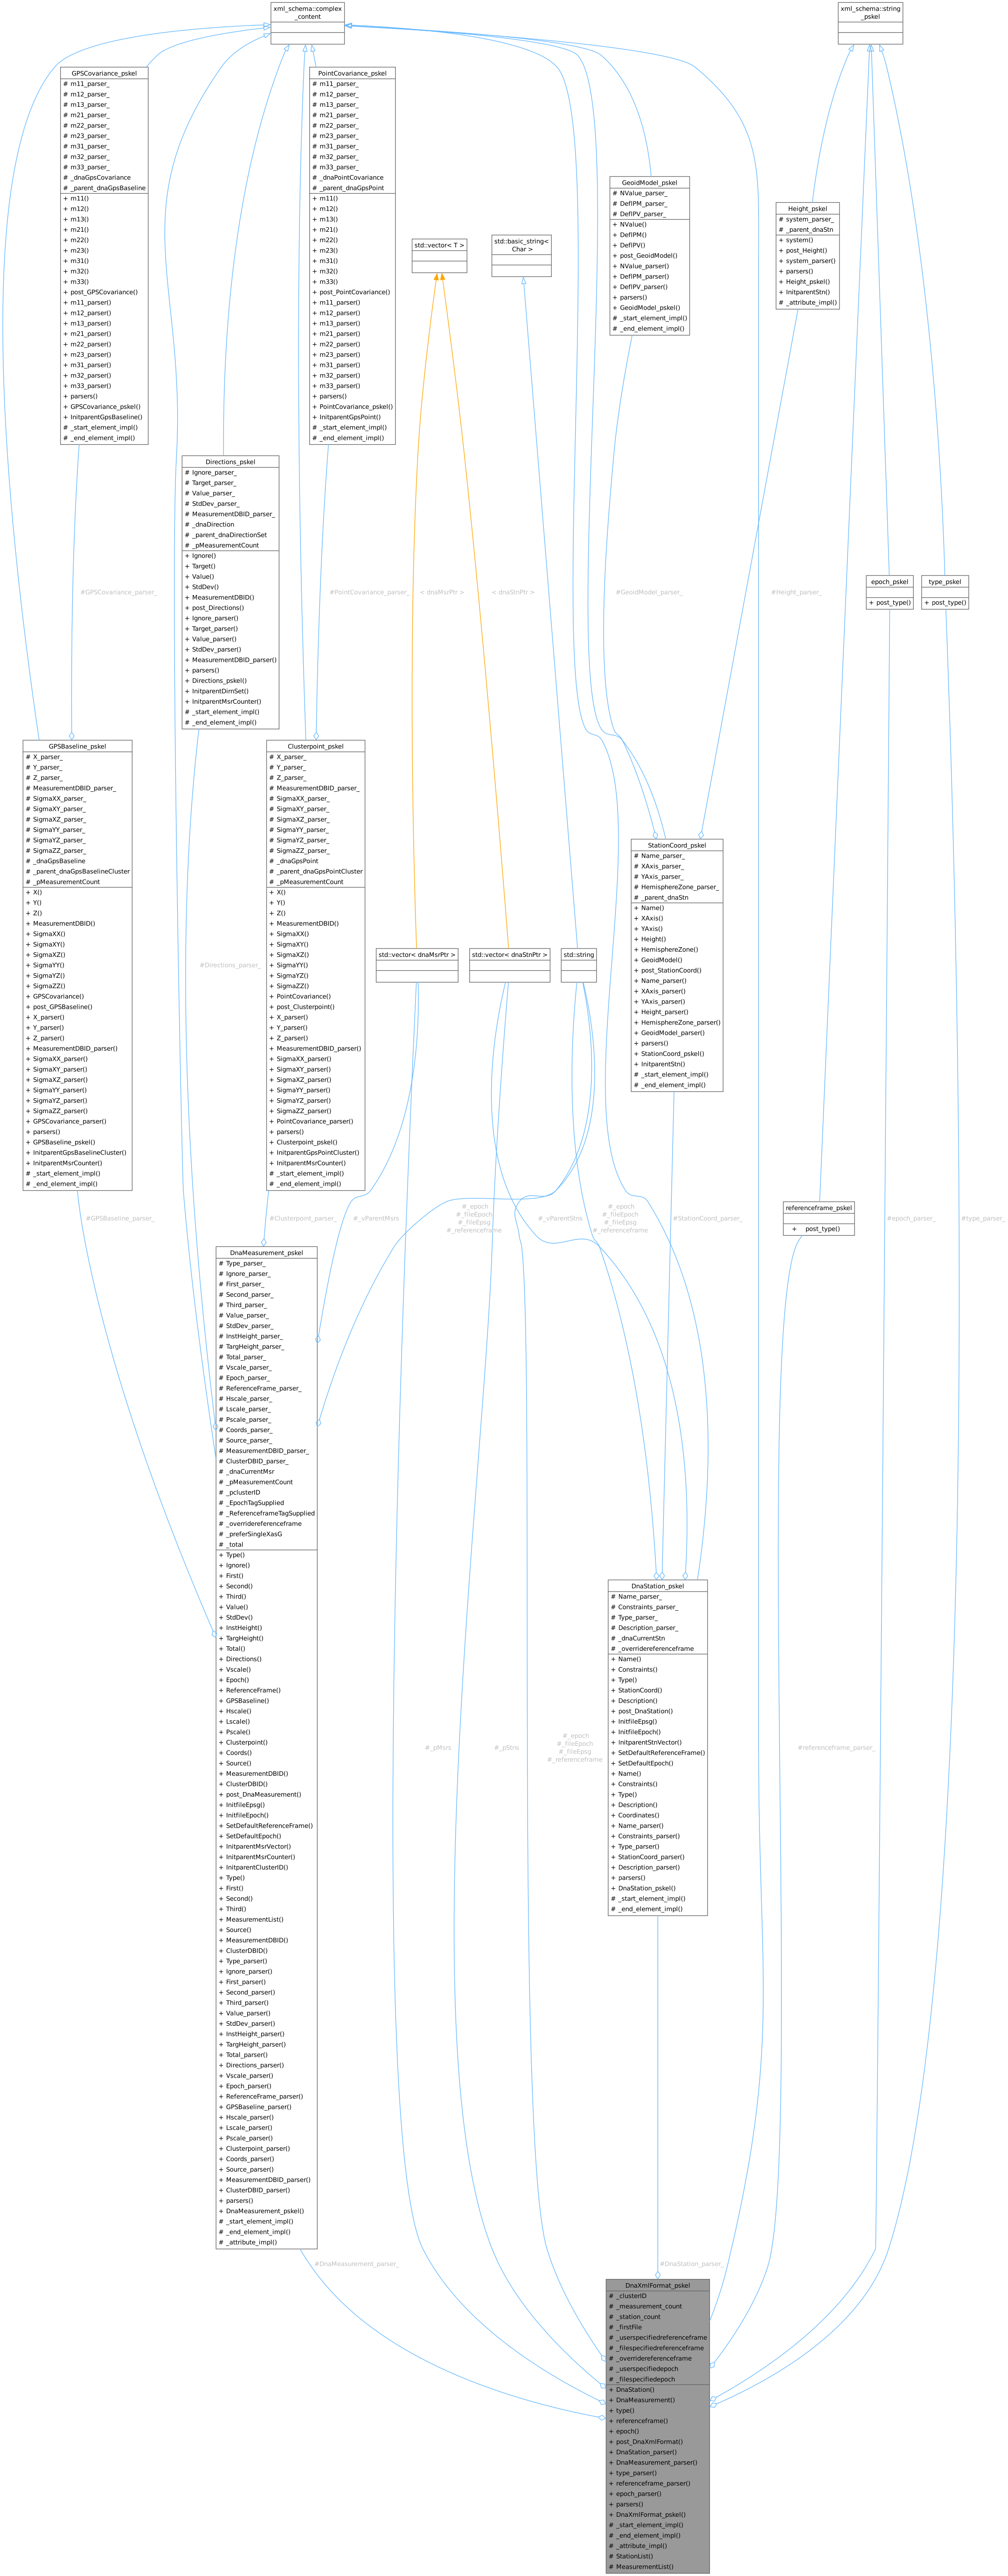 xml_schema::complex
_content
xml_schema::string
_pskel
GPSCovariance_pskel
# m11_parser_
# m12_parser_
# m13_parser_
# m21_parser_
# m22_parser_
# m23_parser_
# m31_parser_
# m32_parser_
# m33_parser_
# _dnaGpsCovariance
# _parent_dnaGpsBaseline
+ m11()
+ m12()
+ m13()
+ m21()
+ m22()
+ m23()
+ m31()
+ m32()
+ m33()
+ post_GPSCovariance()
+ m11_parser()
+ m12_parser()
+ m13_parser()
+ m21_parser()
+ m22_parser()
+ m23_parser()
+ m31_parser()
+ m32_parser()
+ m33_parser()
+ parsers()
+ GPSCovariance_pskel()
+ InitparentGpsBaseline()
# _start_element_impl()
# _end_element_impl()
PointCovariance_pskel
# m11_parser_
# m12_parser_
# m13_parser_
# m21_parser_
# m22_parser_
# m23_parser_
# m31_parser_
# m32_parser_
# m33_parser_
# _dnaPointCovariance
# _parent_dnaGpsPoint
+ m11()
+ m12()
+ m13()
+ m21()
+ m22()
+ m23()
+ m31()
+ m32()
+ m33()
+ post_PointCovariance()
+ m11_parser()
+ m12_parser()
+ m13_parser()
+ m21_parser()
+ m22_parser()
+ m23_parser()
+ m31_parser()
+ m32_parser()
+ m33_parser()
+ parsers()
+ PointCovariance_pskel()
+ InitparentGpsPoint()
# _start_element_impl()
# _end_element_impl()
GeoidModel_pskel
# NValue_parser_
# DeflPM_parser_
# DeflPV_parser_
+ NValue()
+ DeflPM()
+ DeflPV()
+ post_GeoidModel()
+ NValue_parser()
+ DeflPM_parser()
+ DeflPV_parser()
+ parsers()
+ GeoidModel_pskel()
# _start_element_impl()
# _end_element_impl()
Height_pskel
# system_parser_
# _parent_dnaStn
+ system()
+ post_Height()
+ system_parser()
+ parsers()
+ Height_pskel()
+ InitparentStn()
# _attribute_impl()
std::vector< T >
std::basic_string<
Char >
Directions_pskel
# Ignore_parser_
# Target_parser_
# Value_parser_
# StdDev_parser_
# MeasurementDBID_parser_
# _dnaDirection
# _parent_dnaDirectionSet
# _pMeasurementCount
+ Ignore()
+ Target()
+ Value()
+ StdDev()
+ MeasurementDBID()
+ post_Directions()
+ Ignore_parser()
+ Target_parser()
+ Value_parser()
+ StdDev_parser()
+ MeasurementDBID_parser()
+ parsers()
+ Directions_pskel()
+ InitparentDirnSet()
+ InitparentMsrCounter()
# _start_element_impl()
# _end_element_impl()
epoch_pskel
+ post_type()
type_pskel
+ post_type()
#GPSCovariance_parser_
#PointCovariance_parser_
< dnaMsrPtr >
< dnaStnPtr >
#GeoidModel_parser_
#Height_parser_
GPSBaseline_pskel
# X_parser_
# Y_parser_
# Z_parser_
# MeasurementDBID_parser_
# SigmaXX_parser_
# SigmaXY_parser_
# SigmaXZ_parser_
# SigmaYY_parser_
# SigmaYZ_parser_
# SigmaZZ_parser_
# _dnaGpsBaseline
# _parent_dnaGpsBaselineCluster
# _pMeasurementCount
+ X()
+ Y()
+ Z()
+ MeasurementDBID()
+ SigmaXX()
+ SigmaXY()
+ SigmaXZ()
+ SigmaYY()
+ SigmaYZ()
+ SigmaZZ()
+ GPSCovariance()
+ post_GPSBaseline()
+ X_parser()
+ Y_parser()
+ Z_parser()
+ MeasurementDBID_parser()
+ SigmaXX_parser()
+ SigmaXY_parser()
+ SigmaXZ_parser()
+ SigmaYY_parser()
+ SigmaYZ_parser()
+ SigmaZZ_parser()
+ GPSCovariance_parser()
+ parsers()
+ GPSBaseline_pskel()
+ InitparentGpsBaselineCluster()
+ InitparentMsrCounter()
# _start_element_impl()
# _end_element_impl()
Clusterpoint_pskel
# X_parser_
# Y_parser_
# Z_parser_
# MeasurementDBID_parser_
# SigmaXX_parser_
# SigmaXY_parser_
# SigmaXZ_parser_
# SigmaYY_parser_
# SigmaYZ_parser_
# SigmaZZ_parser_
# _dnaGpsPoint
# _parent_dnaGpsPointCluster
# _pMeasurementCount
+ X()
+ Y()
+ Z()
+ MeasurementDBID()
+ SigmaXX()
+ SigmaXY()
+ SigmaXZ()
+ SigmaYY()
+ SigmaYZ()
+ SigmaZZ()
+ PointCovariance()
+ post_Clusterpoint()
+ X_parser()
+ Y_parser()
+ Z_parser()
+ MeasurementDBID_parser()
+ SigmaXX_parser()
+ SigmaXY_parser()
+ SigmaXZ_parser()
+ SigmaYY_parser()
+ SigmaYZ_parser()
+ SigmaZZ_parser()
+ PointCovariance_parser()
+ parsers()
+ Clusterpoint_pskel()
+ InitparentGpsPointCluster()
+ InitparentMsrCounter()
# _start_element_impl()
# _end_element_impl()
StationCoord_pskel
# Name_parser_
# XAxis_parser_
# YAxis_parser_
# HemisphereZone_parser_
# _parent_dnaStn
+ Name()
+ XAxis()
+ YAxis()
+ Height()
+ HemisphereZone()
+ GeoidModel()
+ post_StationCoord()
+ Name_parser()
+ XAxis_parser()
+ YAxis_parser()
+ Height_parser()
+ HemisphereZone_parser()
+ GeoidModel_parser()
+ parsers()
+ StationCoord_pskel()
+ InitparentStn()
# _start_element_impl()
# _end_element_impl()
#Directions_parser_
std::vector< dnaMsrPtr >
std::vector< dnaStnPtr >
std::string
referenceframe_pskel
+ post_type()
#GPSBaseline_parser_
#Clusterpoint_parser_
#_vParentMsrs
#_epoch
#_fileEpoch
#_fileEpsg
#_referenceframe
#_vParentStns
#_epoch
#_fileEpoch
#_fileEpsg
#_referenceframe
#StationCoord_parser_
#epoch_parser_
#type_parser_
DnaMeasurement_pskel
# Type_parser_
# Ignore_parser_
# First_parser_
# Second_parser_
# Third_parser_
# Value_parser_
# StdDev_parser_
# InstHeight_parser_
# TargHeight_parser_
# Total_parser_
# Vscale_parser_
# Epoch_parser_
# ReferenceFrame_parser_
# Hscale_parser_
# Lscale_parser_
# Pscale_parser_
# Coords_parser_
# Source_parser_
# MeasurementDBID_parser_
# ClusterDBID_parser_
# _dnaCurrentMsr
# _pMeasurementCount
# _pclusterID
# _EpochTagSupplied
# _ReferenceframeTagSupplied
# _overridereferenceframe
# _preferSingleXasG
# _total
+ Type()
+ Ignore()
+ First()
+ Second()
+ Third()
+ Value()
+ StdDev()
+ InstHeight()
+ TargHeight()
+ Total()
+ Directions()
+ Vscale()
+ Epoch()
+ ReferenceFrame()
+ GPSBaseline()
+ Hscale()
+ Lscale()
+ Pscale()
+ Clusterpoint()
+ Coords()
+ Source()
+ MeasurementDBID()
+ ClusterDBID()
+ post_DnaMeasurement()
+ InitfileEpsg()
+ InitfileEpoch()
+ SetDefaultReferenceFrame()
+ SetDefaultEpoch()
+ InitparentMsrVector()
+ InitparentMsrCounter()
+ InitparentClusterID()
+ Type()
+ First()
+ Second()
+ Third()
+ MeasurementList()
+ Source()
+ MeasurementDBID()
+ ClusterDBID()
+ Type_parser()
+ Ignore_parser()
+ First_parser()
+ Second_parser()
+ Third_parser()
+ Value_parser()
+ StdDev_parser()
+ InstHeight_parser()
+ TargHeight_parser()
+ Total_parser()
+ Directions_parser()
+ Vscale_parser()
+ Epoch_parser()
+ ReferenceFrame_parser()
+ GPSBaseline_parser()
+ Hscale_parser()
+ Lscale_parser()
+ Pscale_parser()
+ Clusterpoint_parser()
+ Coords_parser()
+ Source_parser()
+ MeasurementDBID_parser()
+ ClusterDBID_parser()
+ parsers()
+ DnaMeasurement_pskel()
# _start_element_impl()
# _end_element_impl()
# _attribute_impl()
DnaStation_pskel
# Name_parser_
# Constraints_parser_
# Type_parser_
# Description_parser_
# _dnaCurrentStn
# _overridereferenceframe
+ Name()
+ Constraints()
+ Type()
+ StationCoord()
+ Description()
+ post_DnaStation()
+ InitfileEpsg()
+ InitfileEpoch()
+ InitparentStnVector()
+ SetDefaultReferenceFrame()
+ SetDefaultEpoch()
+ Name()
+ Constraints()
+ Type()
+ Description()
+ Coordinates()
+ Name_parser()
+ Constraints_parser()
+ Type_parser()
+ StationCoord_parser()
+ Description_parser()
+ parsers()
+ DnaStation_pskel()
# _start_element_impl()
# _end_element_impl()
#_pMsrs
#_pStns
#_epoch
#_fileEpoch
#_fileEpsg
#_referenceframe
#referenceframe_parser_
#DnaMeasurement_parser_
#DnaStation_parser_
DnaXmlFormat_pskel
# _clusterID
# _measurement_count
# _station_count
# _firstFile
# _userspecifiedreferenceframe
# _filespecifiedreferenceframe
# _overridereferenceframe
# _userspecifiedepoch
# _filespecifiedepoch
+ DnaStation()
+ DnaMeasurement()
+ type()
+ referenceframe()
+ epoch()
+ post_DnaXmlFormat()
+ DnaStation_parser()
+ DnaMeasurement_parser()
+ type_parser()
+ referenceframe_parser()
+ epoch_parser()
+ parsers()
+ DnaXmlFormat_pskel()
# _start_element_impl()
# _end_element_impl()
# _attribute_impl()
# StationList()
# MeasurementList()